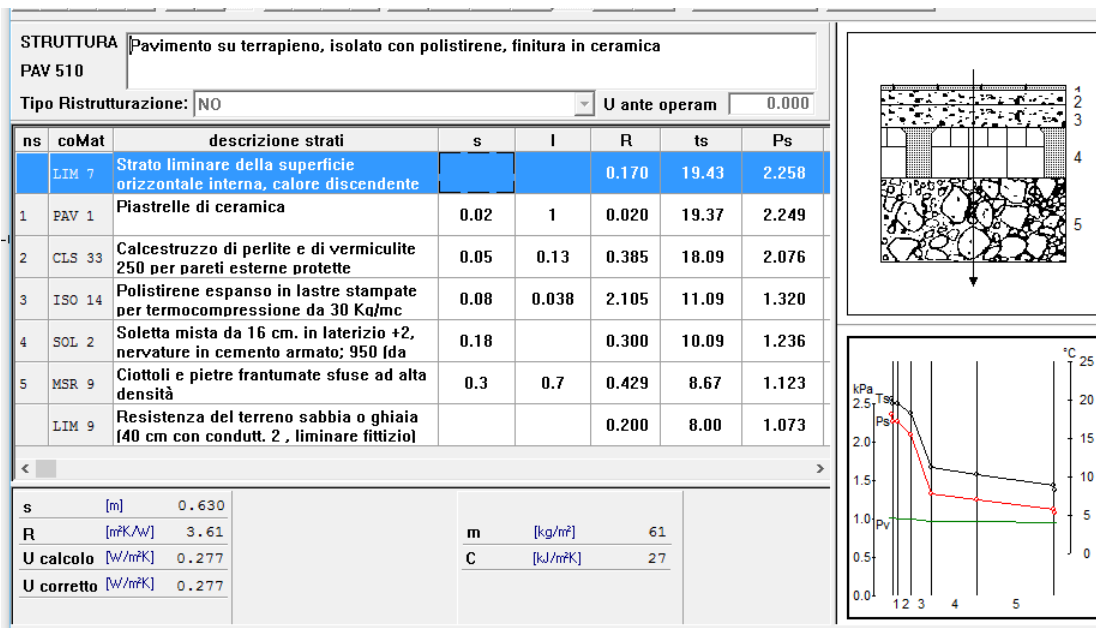 STRUTTURA
PAV 510
Pavimento su terrapieno, isolato con polistirene, finitura in ceramica
Tipo Ristrutturazione: NO U ante operam 0.000
ns coMat descrizione strati s l R ts Ps
LIM 7 Strato liminare della superficie orizzontale interna, calore discendente 0.170 19.43 2.258
1 PAV 1 Piastrelle di ceramica 0.02 1 0.020 19.37 2.249
2 CLS 33 Calcestruzzo di perlite e di vermiculite 250 per pareti esterne protette 0.05 0.13 0.385 18.09 2.076
3 ISO 14 Polistirene espanso in lastre stampate per termocompressione da 30 Kg/mc 0.08 0.038 2.105 11.09 1.320
4 SOL 2 Soletta mista da 16 cm. in laterizio +2, nervature in cemento armato; 950 (da 0.18 0.300 10.09 1.236
5 MSR 9 Ciottoli e pietre frantumate sfuse ad alta densità 0.3 0.7 0.429 8.67 1.123
LIM 9 Resistenza del terreno sabbia o ghiaia (40 cm con condutt. 2 , liminare fittizio) 0.200 8.00 1.073
s [m] 0.630
R [m²K/W] 3.61
U calcolo [W/m²K] 0.277
U corretto [W/m²K] 0.277
m [kg/m²] 61
C [kJ/m²K] 27
1
2
3
4
5
°C
25
20
15
10
5
0
kPa
2.5
2.0
1.5
1.0
0.5
0.0
Ts
Ps
Pv
1 2 3 4 5